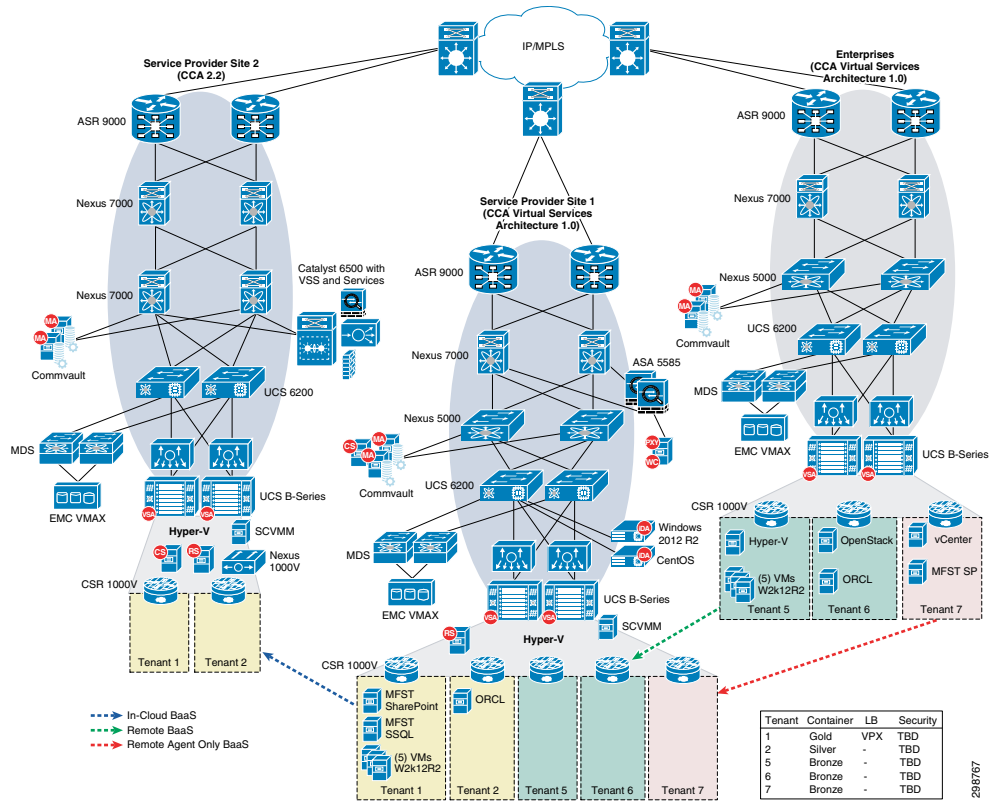 IP/MPLS
Service Provider Site 2
(CCA 2.2)
ASR 9000
Nexus 7000
Nexus 7000
Catalyst 6500 with
VSS and Services
MA
MA
Commvault
UCS 6200
MDS
EMC VMAX
VSA
VSA
UCS B-Series
Hyper-V
SCVMM
CS
RS
Nexus
1000V
CSR 1000V
Tenant 1
Tenant 2
Service Provider Site 1
(CCA Virtual Services
Architecture 1.0)
ASR 9000
Nexus 7000
ASA 5585
Nexus 5000
PXY
WC
CS
MA
MA
Commvault
UCS 6200
IDA
Windows
2012 R2
IDA
CentOS
MDS
EMC VMAX
VSA
VSA
UCS B-Series
RS
Hyper-V
SCVMM
CSR 1000V
MFST
SharePoint
MFST
SSQL
(5) VMs
W2k12R2
Tenant 1
ORCL
Tenant 2
Tenant 5
Tenant 6
Tenant 7
Enterprises
(CCA Virtual Services
Architecture 1.0)
ASR 9000
Nexus 7000
Nexus 5000
MA
MA
Commvault
UCS 6200
MDS
EMC VMAX
VSA
VSA
UCS B-Series
CSR 1000V
Hyper-V
(5) VMs
W2k12R2
Tenant 5
OpenStack
ORCL
Tenant 6
vCenter
MFST SP
Tenant 7
In-Cloud BaaS
Remote BaaS
Remote Agent Only BaaS
Tenant Container LB Security
1 Gold VPX TBD
2 Silver - TBD
5 Bronze - TBD
6 Bronze - TBD
7 Bronze - TBD
298767